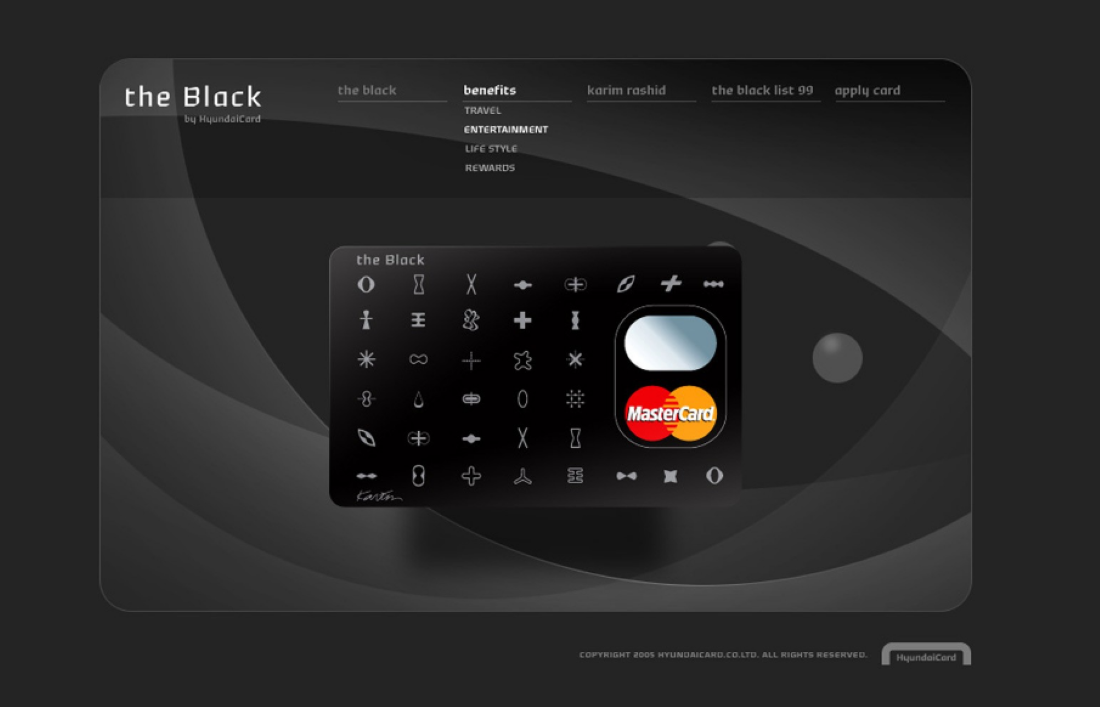 the Black
by HyundaiCard
the black
benefits
TRAVEL
ENTERTAINMENT
LIFE STYLE
REWARDS
karim rashid
the black list 99
apply card
the Black
MasterCard
Karim
COPYRIGHT 2005 HYUNDAICARD.CO.LTD. ALL RIGHTS RESERVED.
HyundaiCard